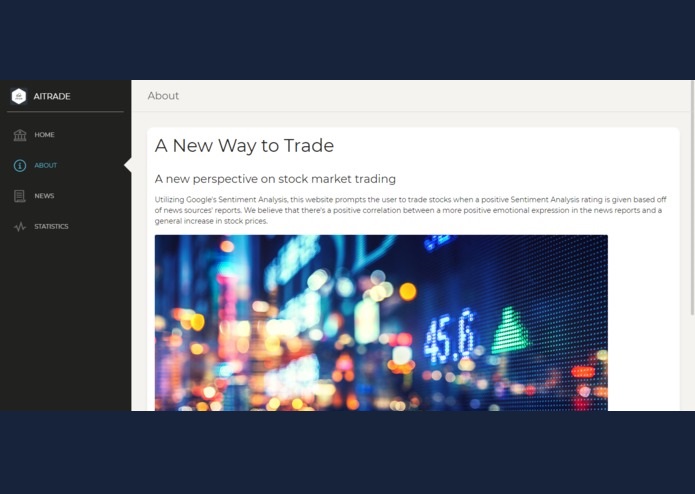 AITRADE
HOME
ABOUT
NEWS
STATISTICS
About
A New Way to Trade
A new perspective on stock market trading
Utilizing Google's Sentiment Analysis, this website prompts the user to trade stocks when a positive Sentiment Analysis rating is given based off
of news sources' reports. We believe that there's a positive correlation between a more positive emotional expression in the news reports and a
general increase in stock prices.
45.6